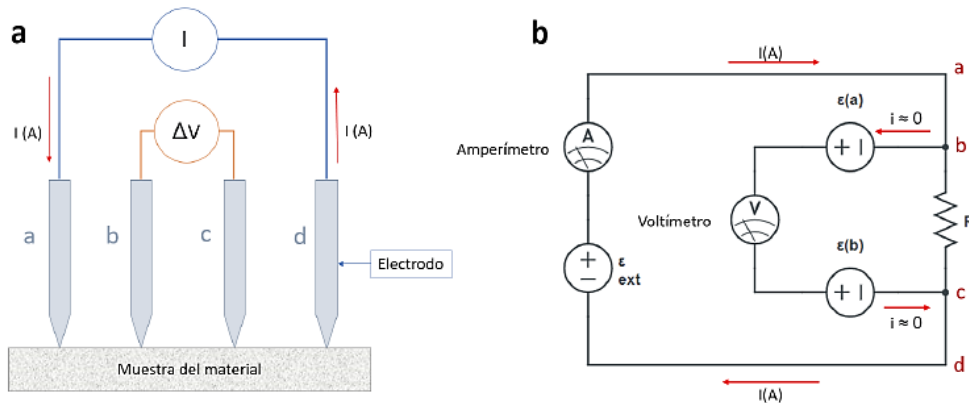 a
I
I (A)
I (A)
ΔV
a
b
c
d
Electrodo
Muestra del material
b
I(A)
a
ε(a)
i ≈ 0
A
Amperímetro
+
b
V
Voltímetro
ε(b)
+
−
ε
ext
+
c
i ≈ 0
d
I(A)